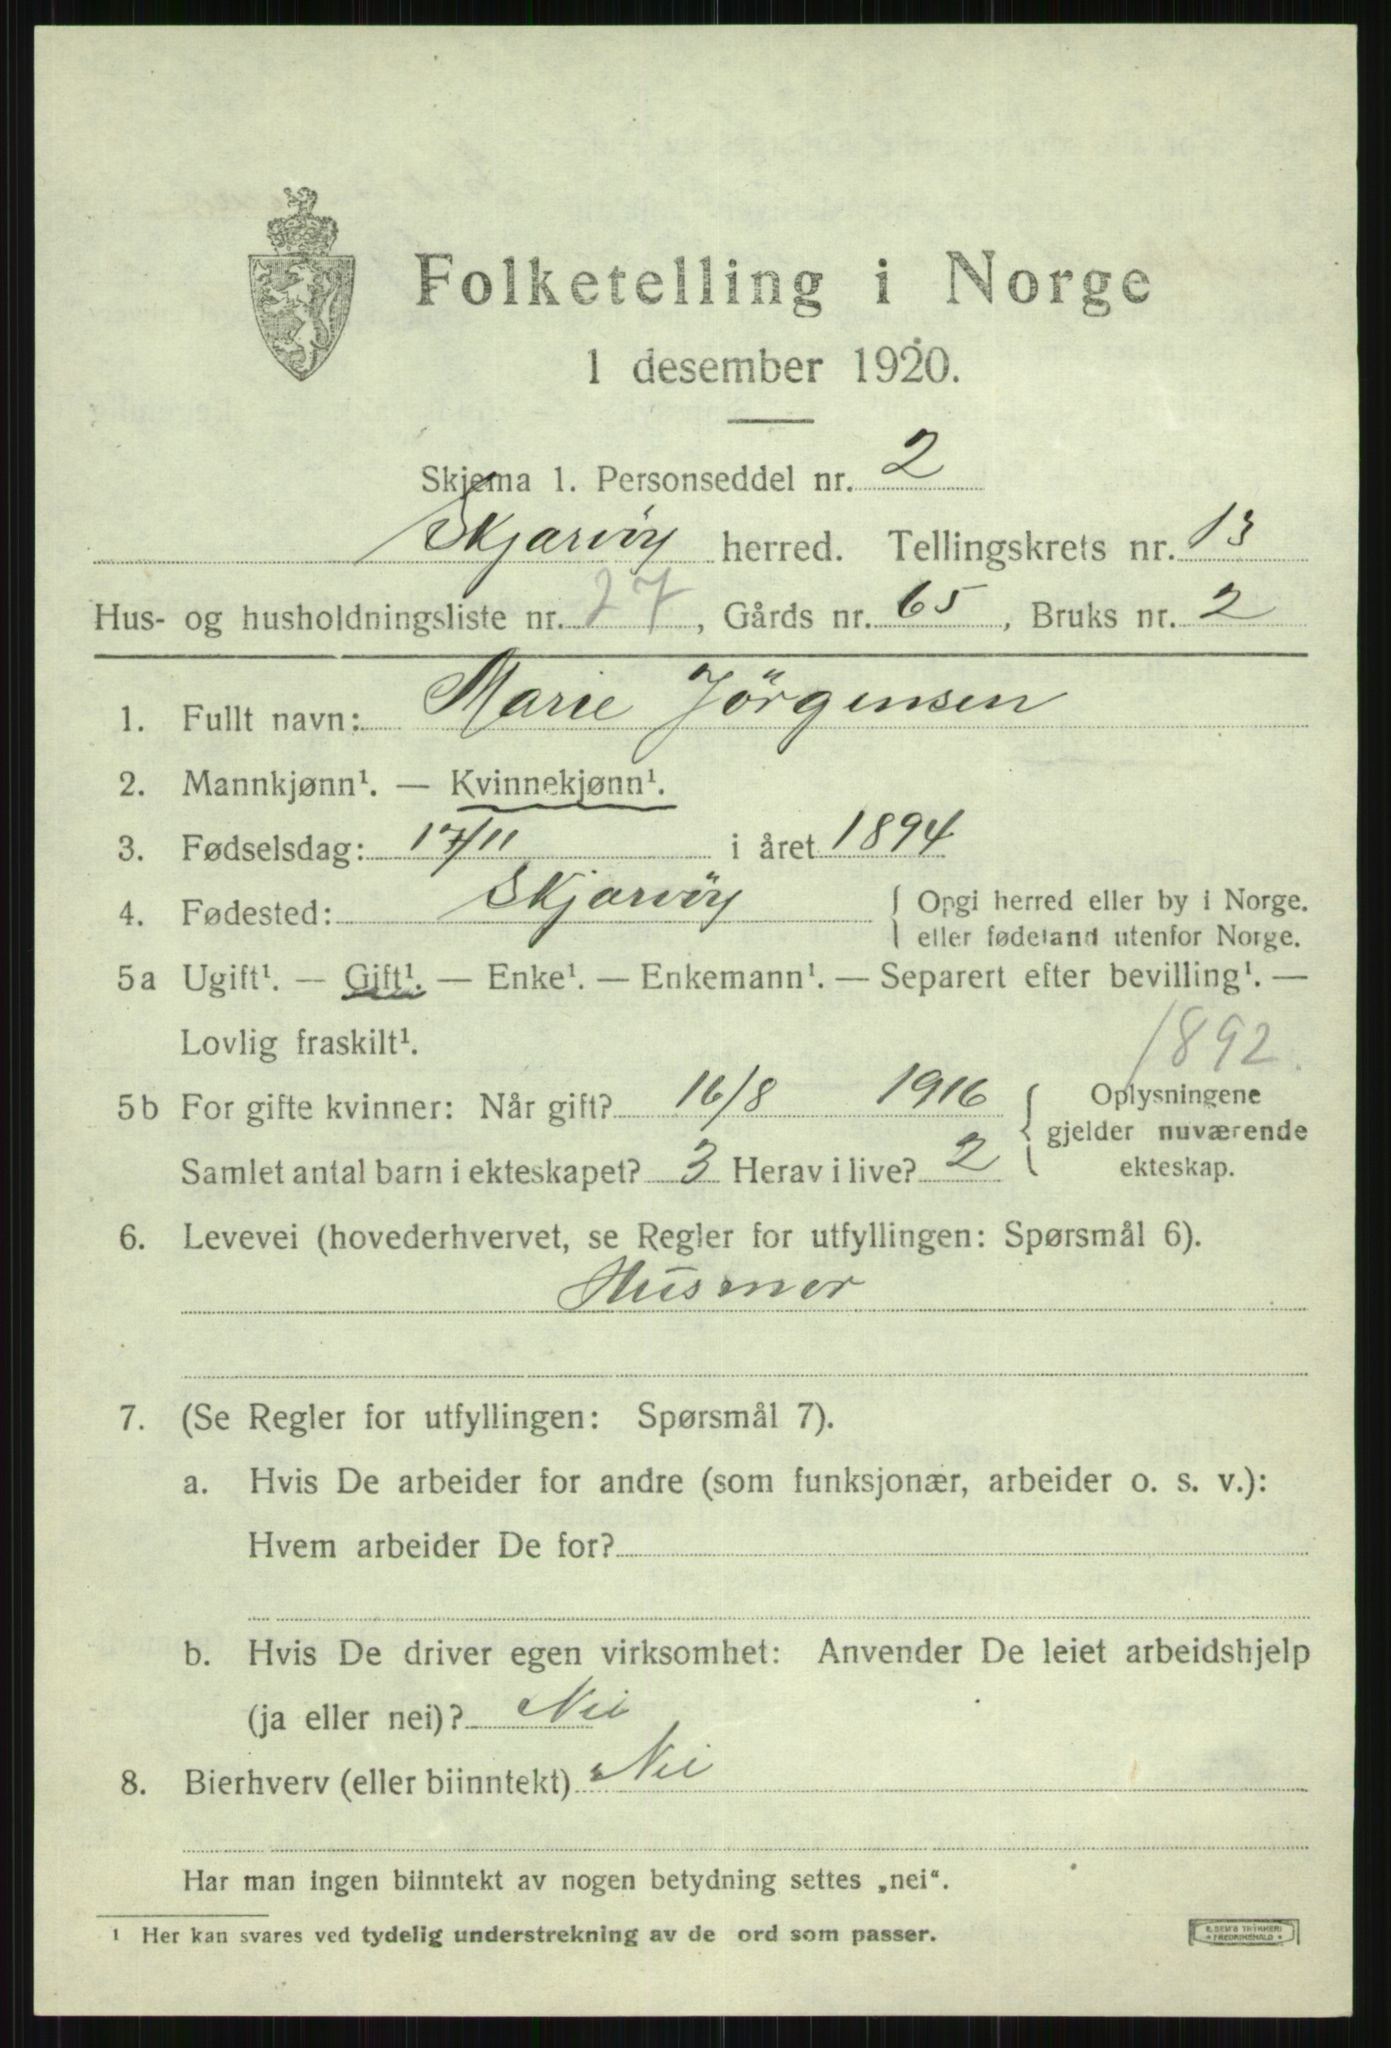 Folketelling i Norge
1 desember 1920.
Skjema 1. Personseddel nr. 2
Skjærvöy herred. Tellingskrets nr. 13
Hus- og husholdningsliste nr. 27, Gårds nr. 65, Bruks nr. 2
1. Fullt navn: Marie Jörgensen
2. Mannkjønn¹. — Kvinnekjønn¹.
3. Fødselsdag: 17/11 i året 1894
4. Fødested: Skjærvöy { Opgi herred eller by i Norge.
eller fødeland utenfor Norge.
5a Ugift¹. — Gift¹. — Enke¹. — Enkemann¹. — Separert efter bevilling¹. —
Lovlig fraskilt¹. 1892.
5b For gifte kvinner: Når gift? 16/8 1916 { Oplysningene
gjelder nuværende
Samlet antal barn i ekteskapet? 3 Herav i live? 2 ekteskap.
6. Levevei (hovederhvervet, se Regler for utfyllingen: Spørsmål 6).
Husmor
7. (Se Regler for utfyllingen: Spørsmål 7).
a. Hvis De arbeider for andre (som funksjonær, arbeider o. s. v.):
Hvem arbeider De for?
b. Hvis De driver egen virksomhet: Anvender De leiet arbeidshjelp
(ja eller nei)? Nei
8. Bierhverv (eller biinntekt) Nei
Har man ingen biinntekt av nogen betydning settes „nei“.
¹ Her kan svares ved tydelig understrekning av de ord som passer.
E. SEM'S TRYKKERI
* FREDRIKSHALD *